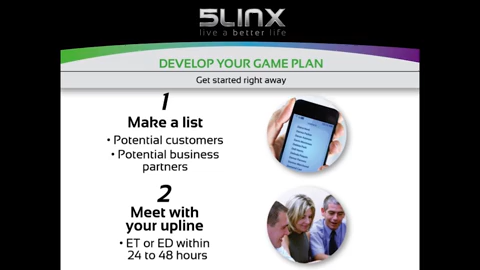 5LINX
live a better life
DEVELOP YOUR GAME PLAN
Get started right away
1
Make a list
• Potential customers
• Potential business
partners
2
Meet with
your upline
• ET or ED within
24 to 48 hours